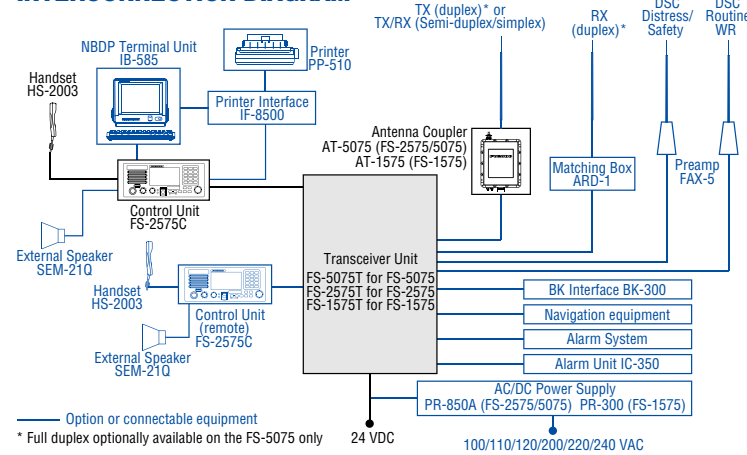 INTERCONNECTION DIAGRAM
TX (duplex)* or
TX/RX (Semi-duplex/simplex)
RX
(duplex)*
DSC
Distress/
Safety
DSC
Routine
WR
NBDP Terminal Unit
IB-585
Printer
PP-510
Handset
HS-2003
Printer Interface
IF-8500
Antenna Coupler
AT-5075 (FS-2575/5075)
AT-1575 (FS-1575)
Matching Box
ARD-1
Preamp
FAX-5
Control Unit
FS-2575C
External Speaker
SEM-21Q
Transceiver Unit
FS-5075T for FS-5075
FS-2575T for FS-2575
FS-1575T for FS-1575
Handset
HS-2003
Control Unit
(remote)
FS-2575C
External Speaker
SEM-21Q
BK Interface BK-300
Navigation equipment
Alarm System
Alarm Unit IC-350
AC/DC Power Supply
PR-850A (FS-2575/5075) PR-300 (FS-1575)
Option or connectable equipment
* Full duplex optionally available on the FS-5075 only
24 VDC
100/110/120/200/220/240 VAC